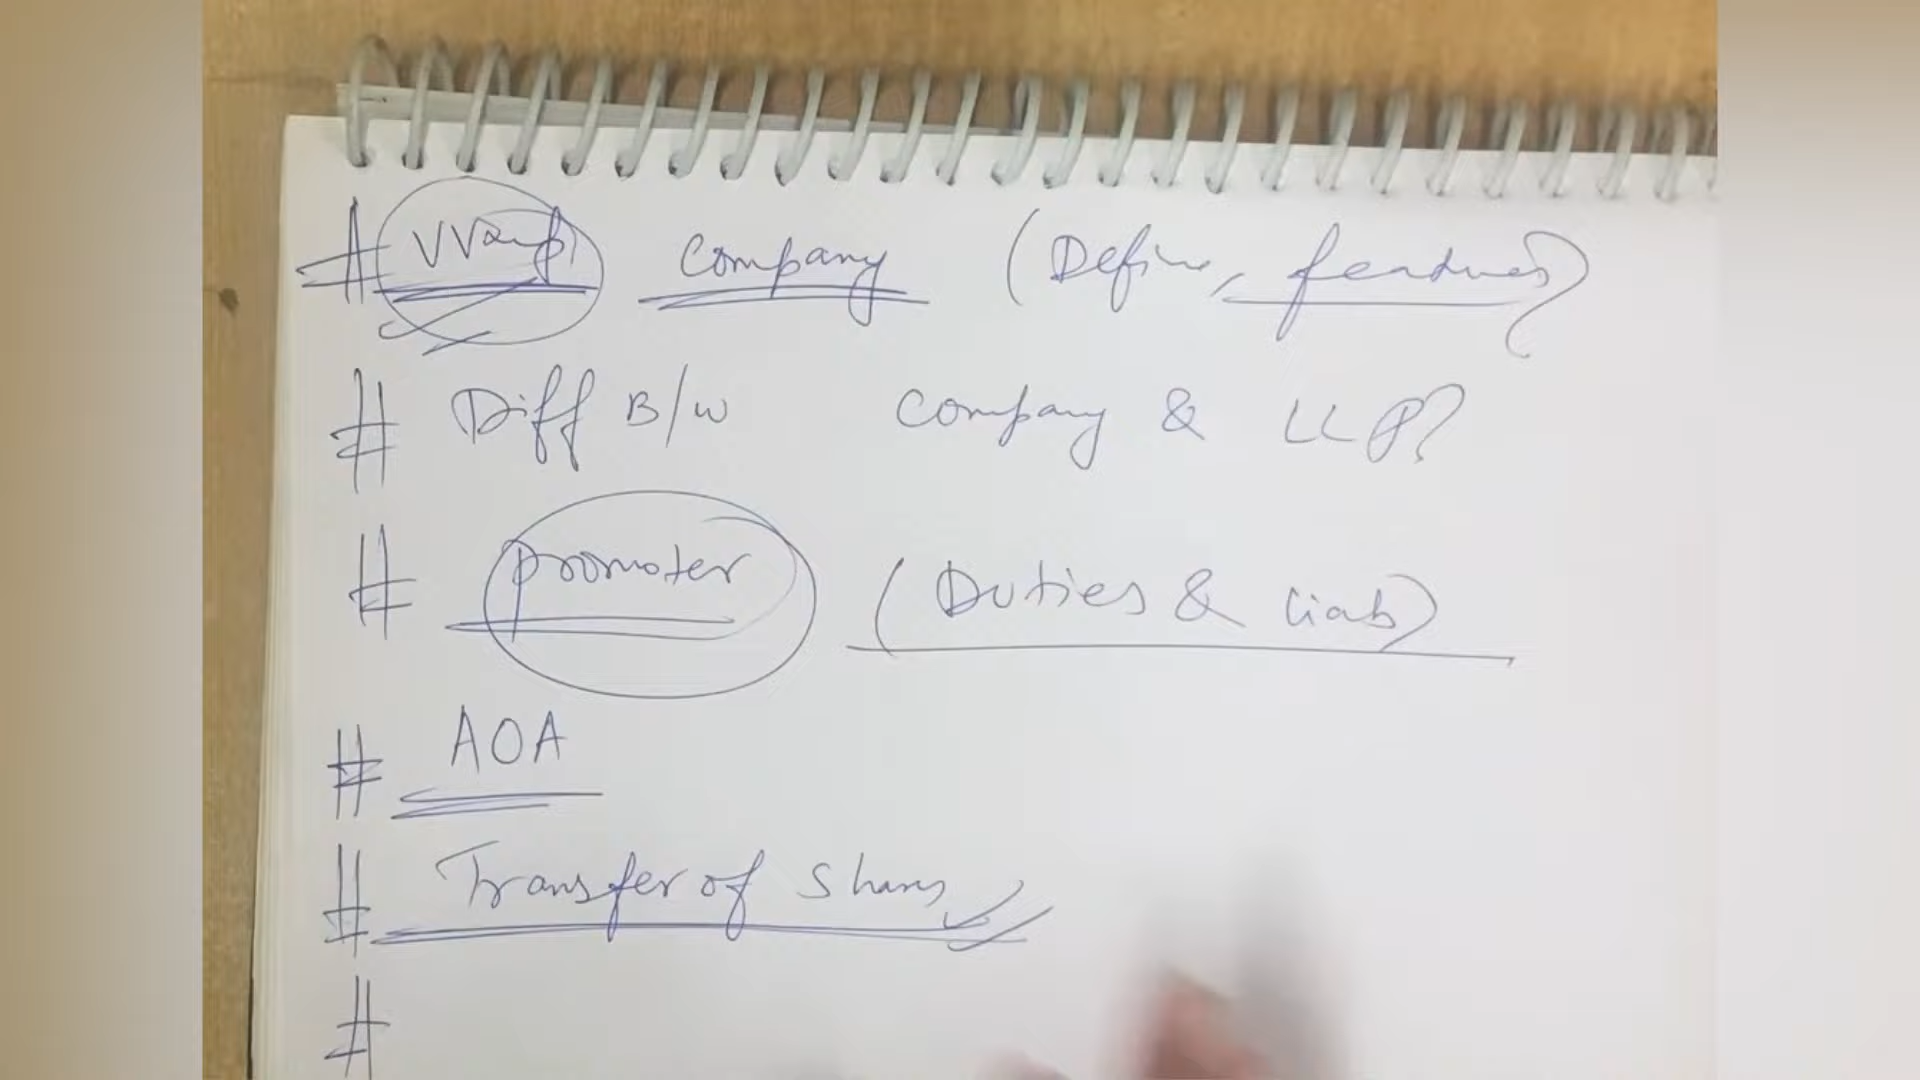 # VVImp Company (Define, features)
# Diff B/w Company & LLP?
# promoter (Duties & Liab)
# AOA
# Transfer of Shares
#